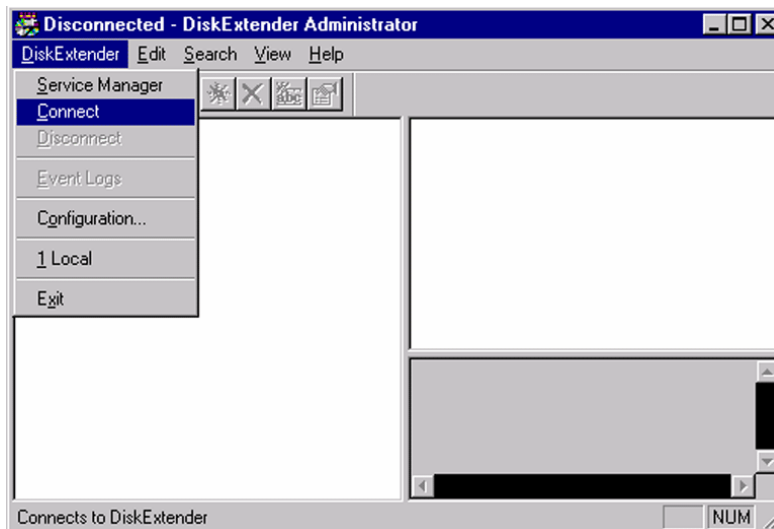 Disconnected - DiskExtender Administrator
DiskExtender Edit Search View Help
Service Manager
abc
Connect
Disconnect
Event Logs
Configuration...
1 Local
Exit
Connects to DiskExtender
NUM